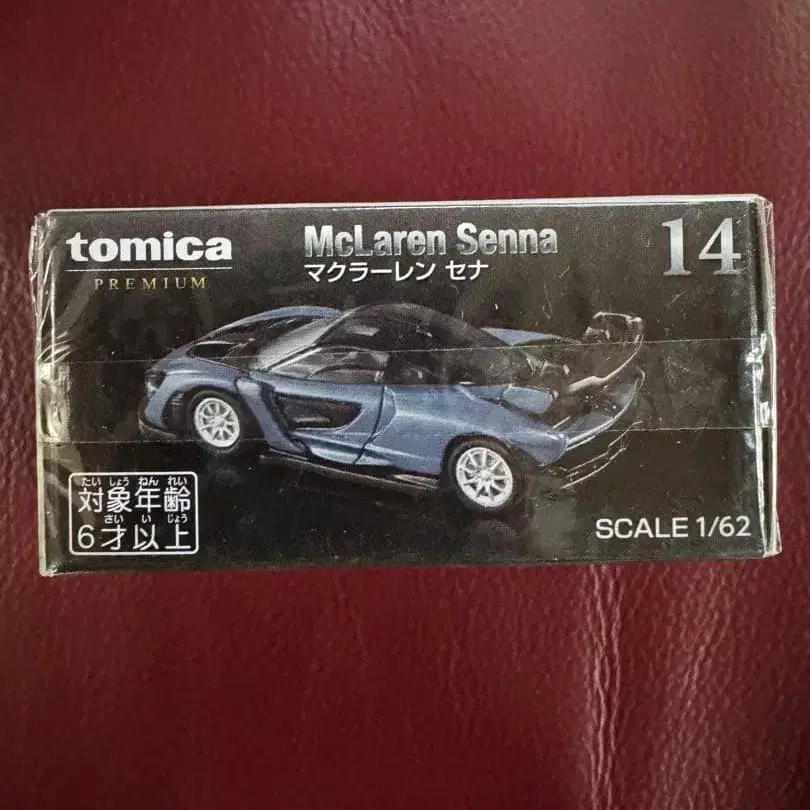 tomica
PREMIUM
McLaren Senna
マクラーレン セナ
14
たいしょうねんれい
対象年齢
さいいじょう
6才以上
SCALE 1/62